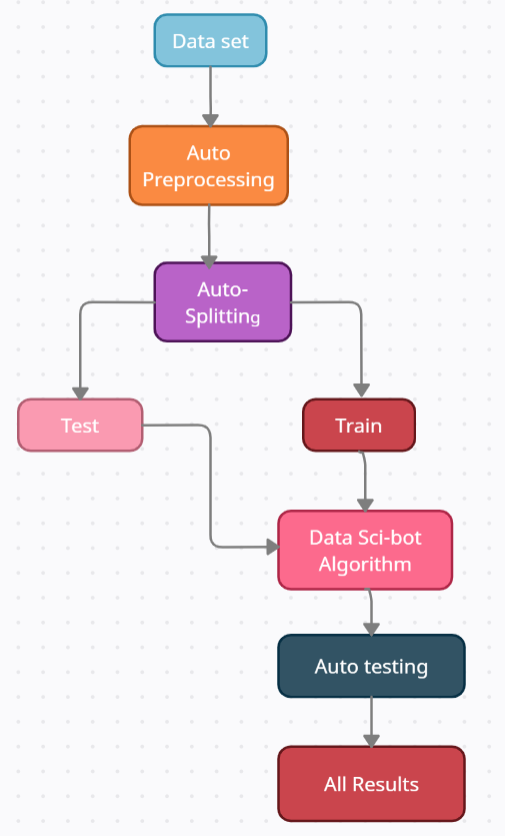 Data set
Auto
Preprocessing
Auto-
Splitting
Test
Train
Data Sci-bot
Algorithm
Auto testing
All Results